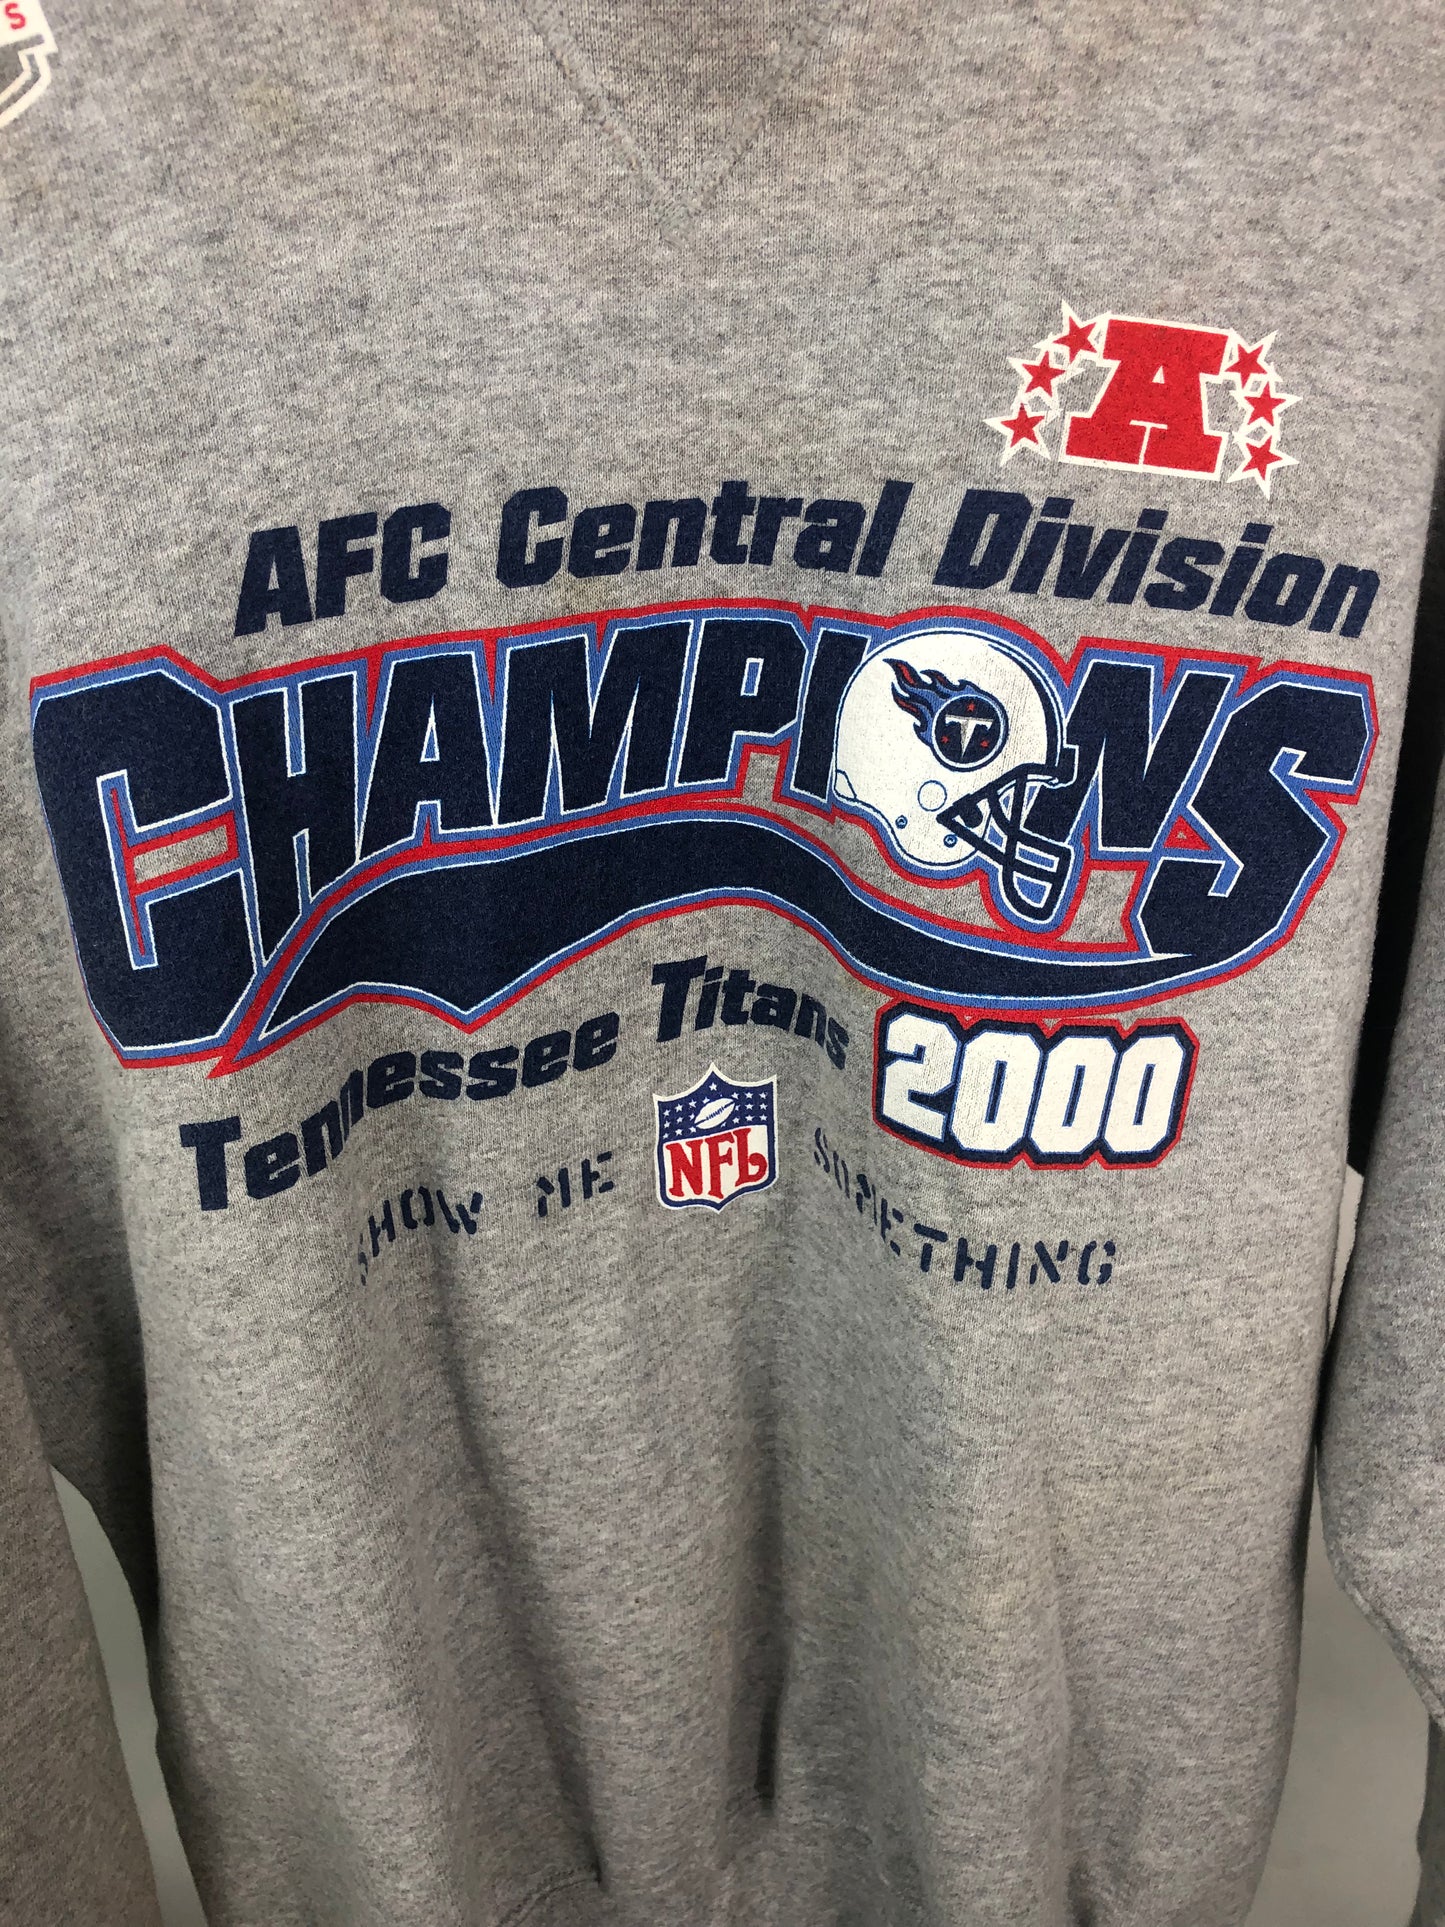 S
A
AFC Central Division
CHAMPIONS
T
Tennessee Titans 2000
NFL
SHOW ME SOMETHING